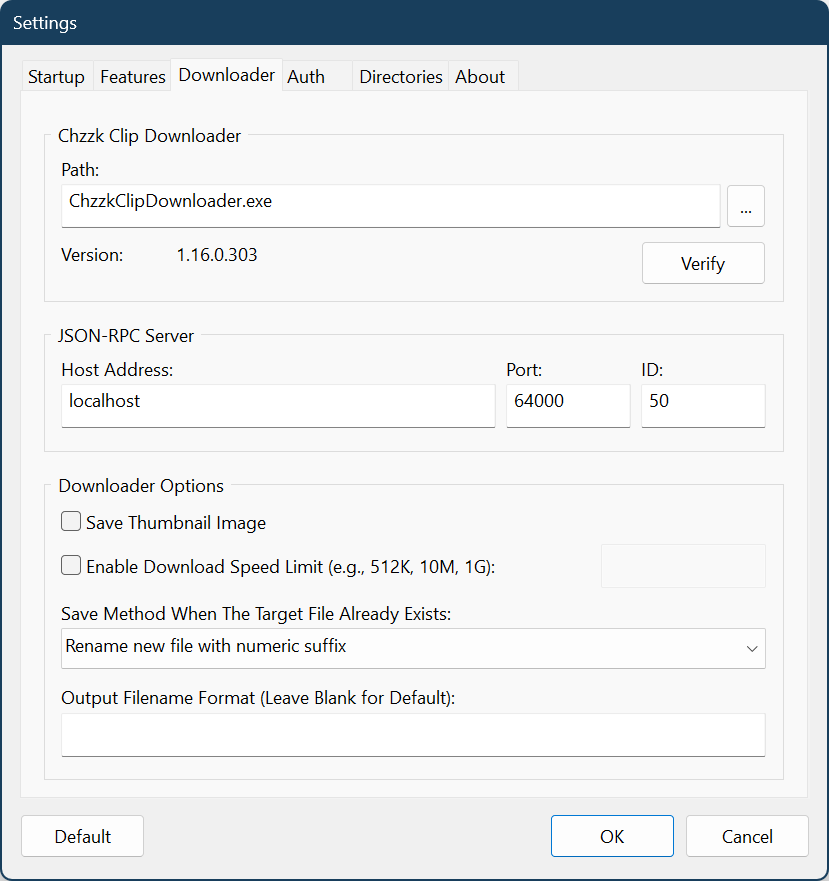 Settings
Startup Features Downloader Auth Directories About
Chzzk Clip Downloader
Path:
ChzzkClipDownloader.exe ...
Version: 1.16.0.303
Verify
JSON-RPC Server
Host Address: Port: ID:
localhost 64000 50
Downloader Options
Save Thumbnail Image
Enable Download Speed Limit (e.g., 512K, 10M, 1G):
Save Method When The Target File Already Exists:
Rename new file with numeric suffix
Output Filename Format (Leave Blank for Default):
Default OK Cancel